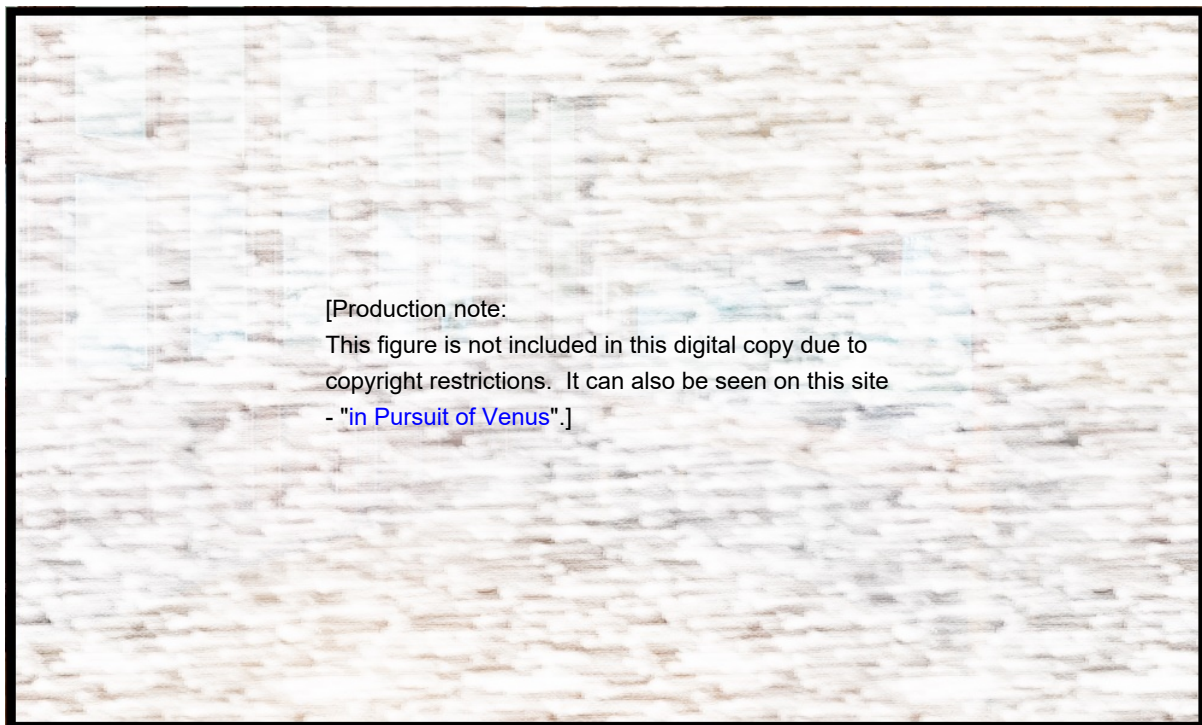 [Production note:
This figure is not included in this digital copy due to
copyright restrictions.  It can also be seen on this site
- "in Pursuit of Venus".]